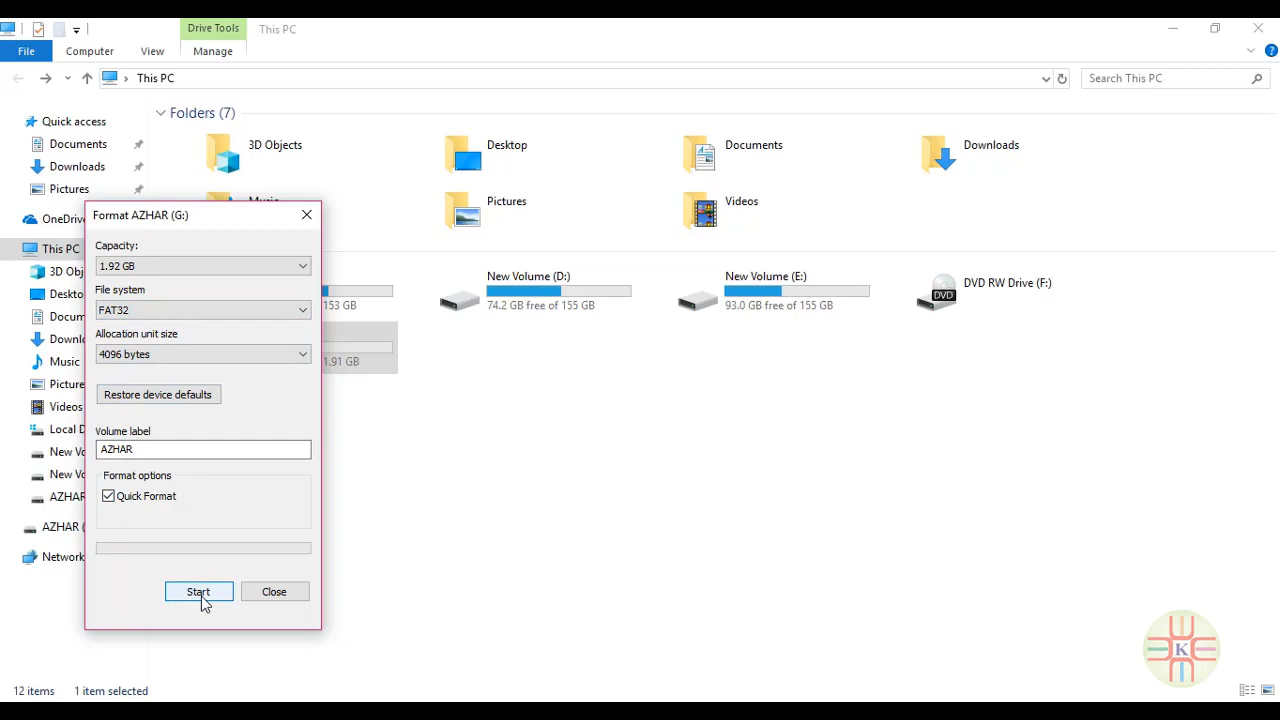 Drive Tools
This PC
File
Computer
View
Manage
This PC
Search This PC
Quick access
Documents
Downloads
Pictures
OneDrive
This PC
3D Obj
Deskto
Docum
Downl
Music
Picture
Videos
Local D
New Vo
New Vo
AZHAR
AZHAR (
Network
Folders (7)
3D Objects
Desktop
Documents
Downloads
Music
Pictures
Videos
153 GB
New Volume (D:)
74.2 GB free of 155 GB
New Volume (E:)
93.0 GB free of 155 GB
DVD
DVD RW Drive (F:)
1.91 GB
Format AZHAR (G:)
Capacity:
1.92 GB
File system
FAT32
Allocation unit size
4096 bytes
Restore device defaults
Volume label
AZHAR
Format options
Quick Format
Start
Close
K
12 items
1 item selected